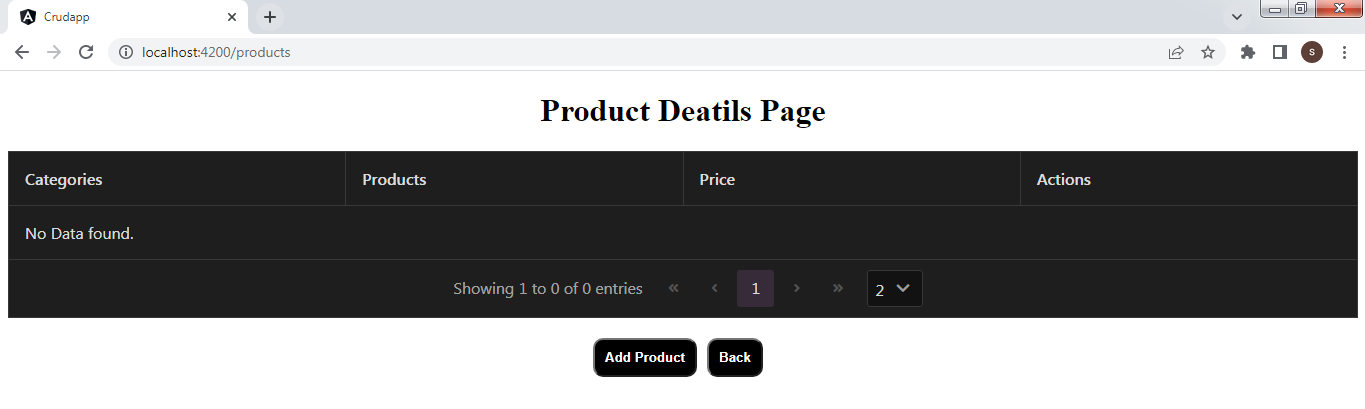 Crudapp
localhost:4200/products
S
Product Deatils Page
Categories Products Price Actions
No Data found.
Showing 1 to 0 of 0 entries « ‹ 1 › » 2
Add Product Back